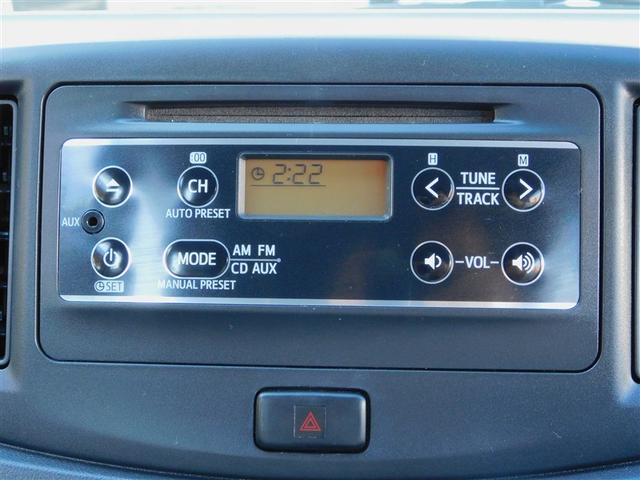 :00
H
M
CH
2:22
TUNE
TRACK
AUTO PRESET
AUX
MODE
AM FM
CD AUX
VOL
SET
MANUAL PRESET